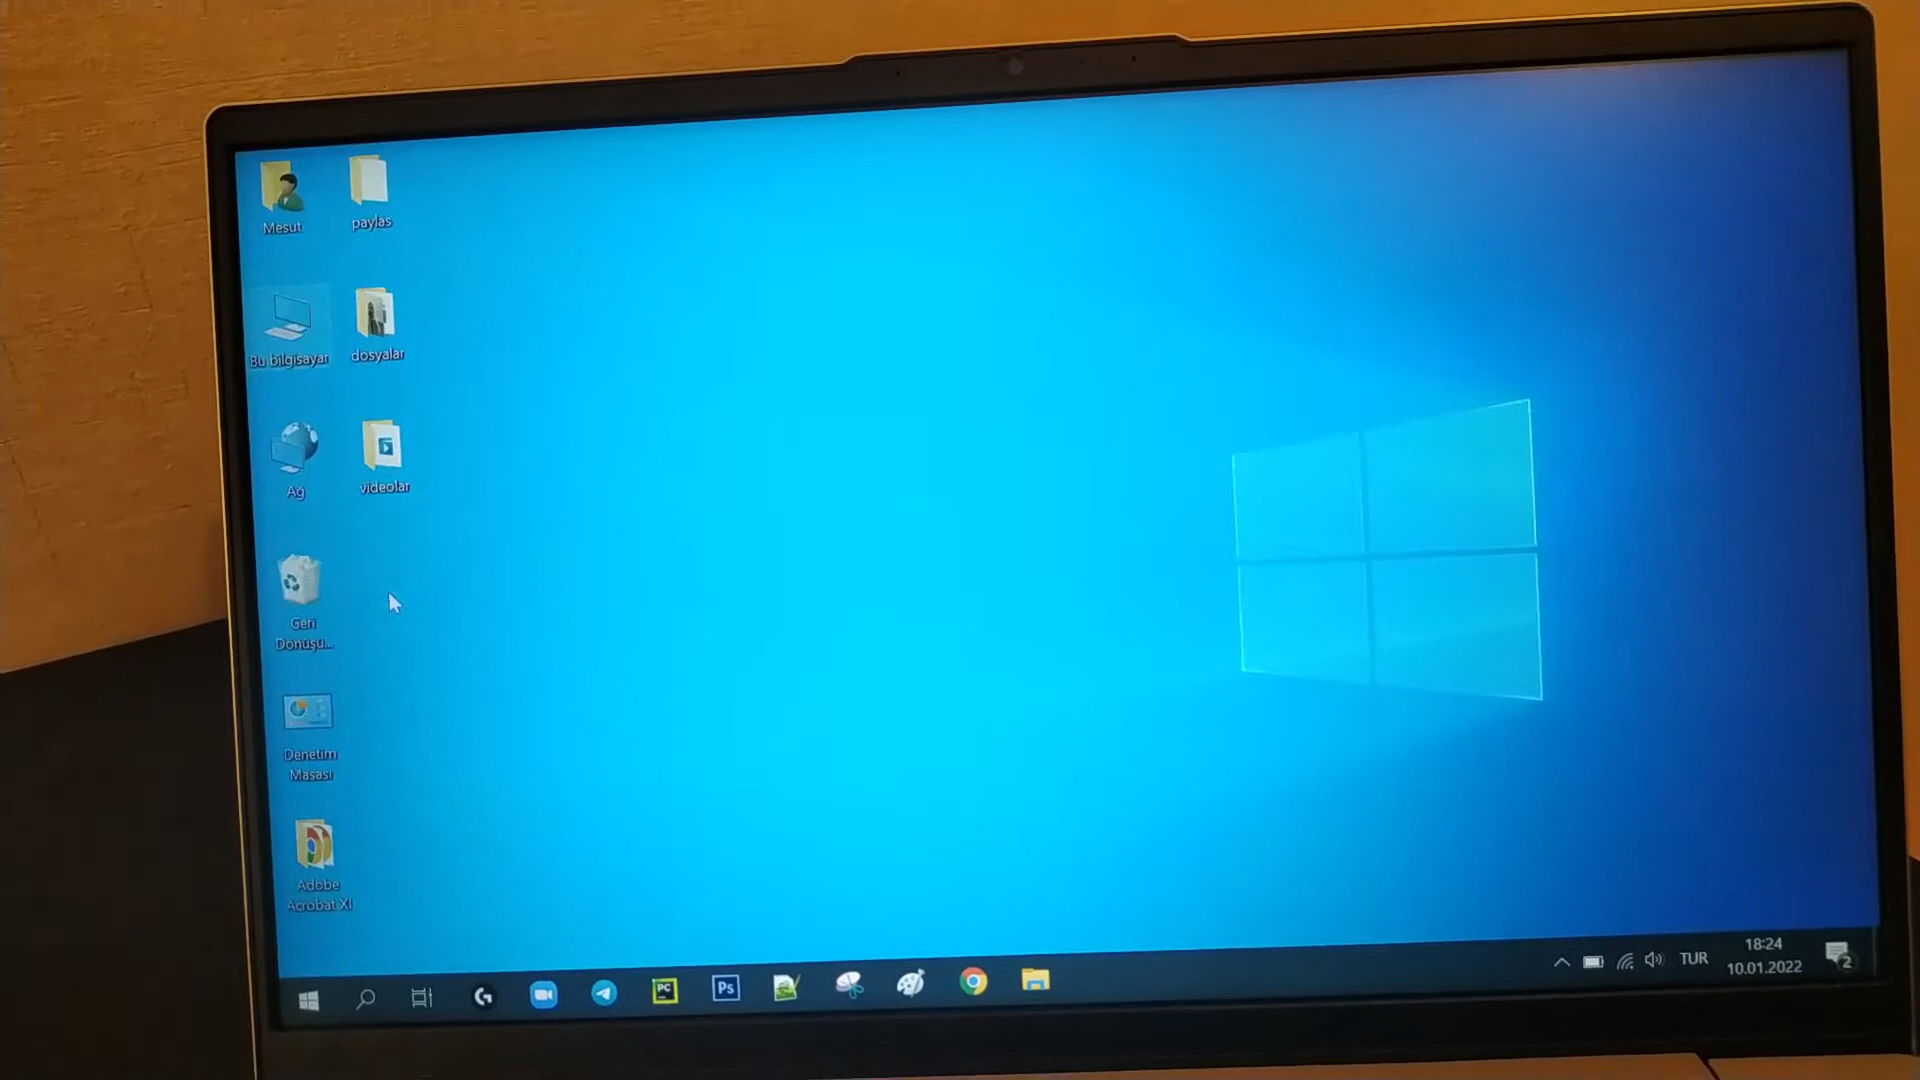 Mesut
paylas
Bu bilgisayar
dosyalar
Ağ
videolar
Geri
Dönüşü...
Denetim
Masası
Adobe
Acrobat XI
PC
Ps
TUR
18:24
10.01.2022
2